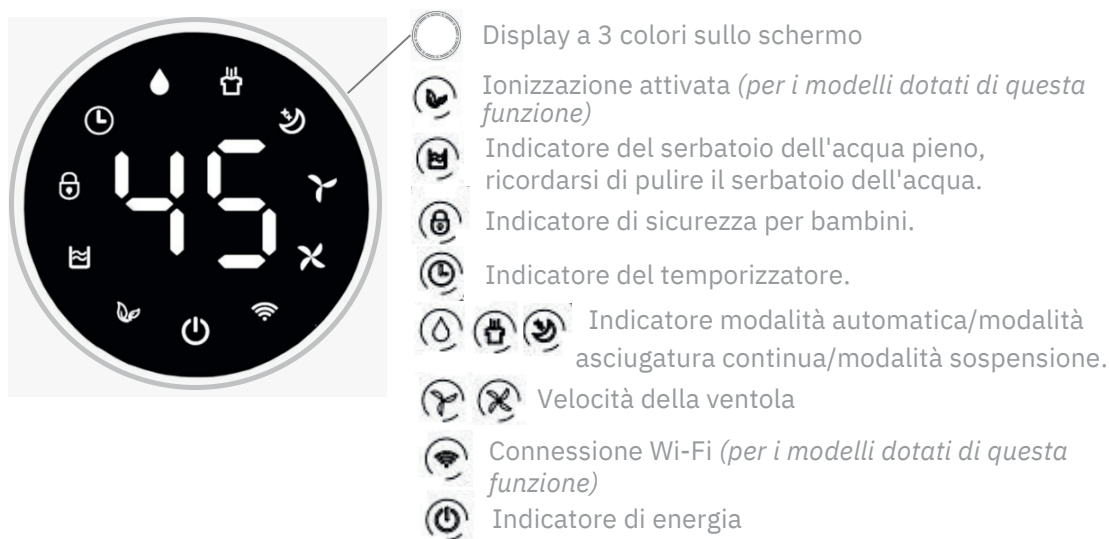 45
Display a 3 colori sullo schermo
Ionizzazione attivata (per i modelli dotati di questa
funzione)
Indicatore del serbatoio dell'acqua pieno,
ricordarsi di pulire il serbatoio dell'acqua.
Indicatore di sicurezza per bambini.
Indicatore del temporizzatore.
Indicatore modalità automatica/modalità
asciugatura continua/modalità sospensione.
Velocità della ventola
Connessione Wi-Fi (per i modelli dotati di questa
funzione)
Indicatore di energia